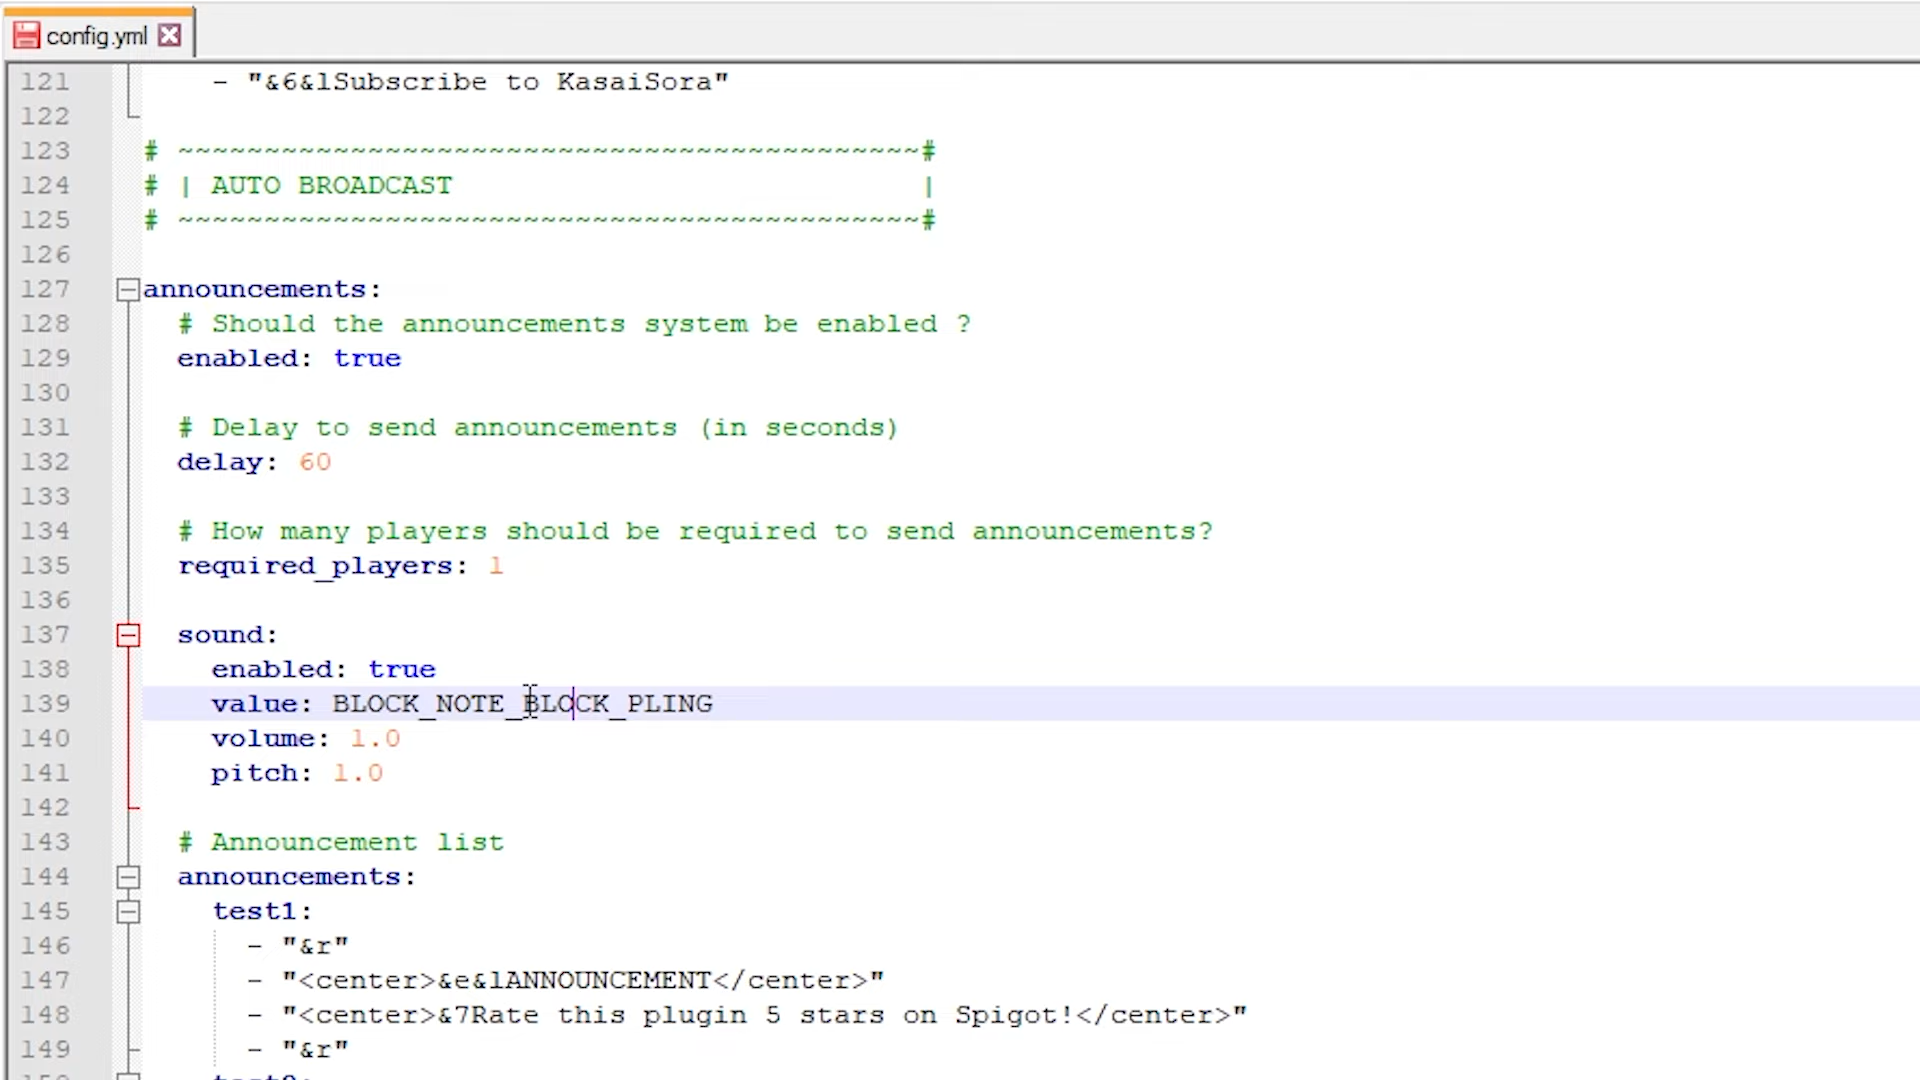 config.yml
121 - "&6&lSubscribe to KasaiSora"
122
123 # ~~~~~~~~~~~~~~~~~~~~~~~~~~~~~~~~~~~~~~~~~~~#
124 # | AUTO BROADCAST |
125 # ~~~~~~~~~~~~~~~~~~~~~~~~~~~~~~~~~~~~~~~~~~~#
126
127 announcements:
128 # Should the announcements system be enabled ?
129 enabled: true
130
131 # Delay to send announcements (in seconds)
132 delay: 60
133
134 # How many players should be required to send announcements?
135 required_players: 1
136
137 sound:
138 enabled: true
139 value: BLOCK_NOTE_BLOCK_PLING
140 volume: 1.0
141 pitch: 1.0
142
143 # Announcement list
144 announcements:
145 test1:
146 - "&r"
147 - "<center>&e&lANNOUNCEMENT</center>"
148 - "<center>&7Rate this plugin 5 stars on Spigot!</center>"
149 - "&r"